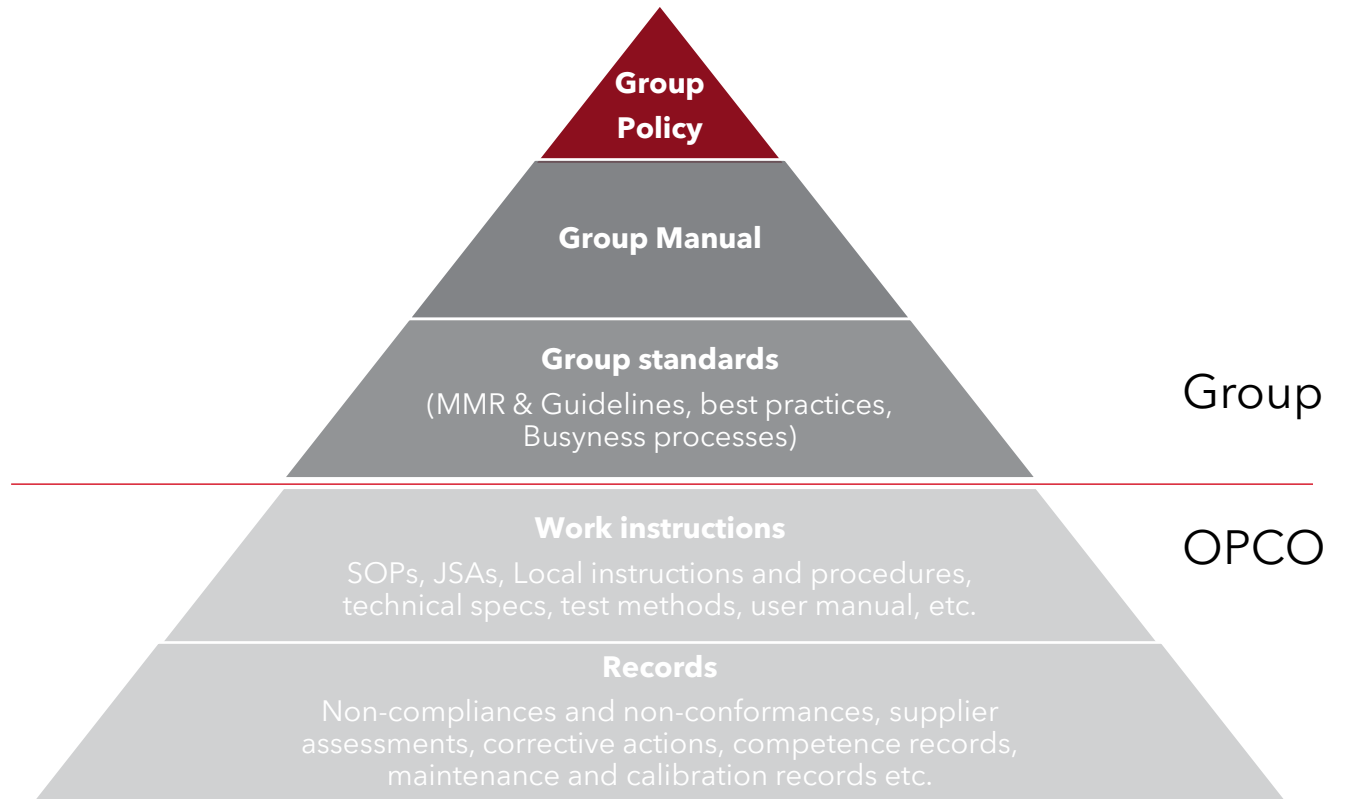 Group
Policy
Group Manual
Group standards
(MMR & Guidelines, best practices,
Busyness processes)
Group
Work instructions
OPCO
SOPs, JSAs, Local instructions and procedures,
technical specs, test methods, user manual, etc.
Records
Non-compliances and non-conformances, supplier
assessments, corrective actions, competence records,
maintenance and calibration records etc.